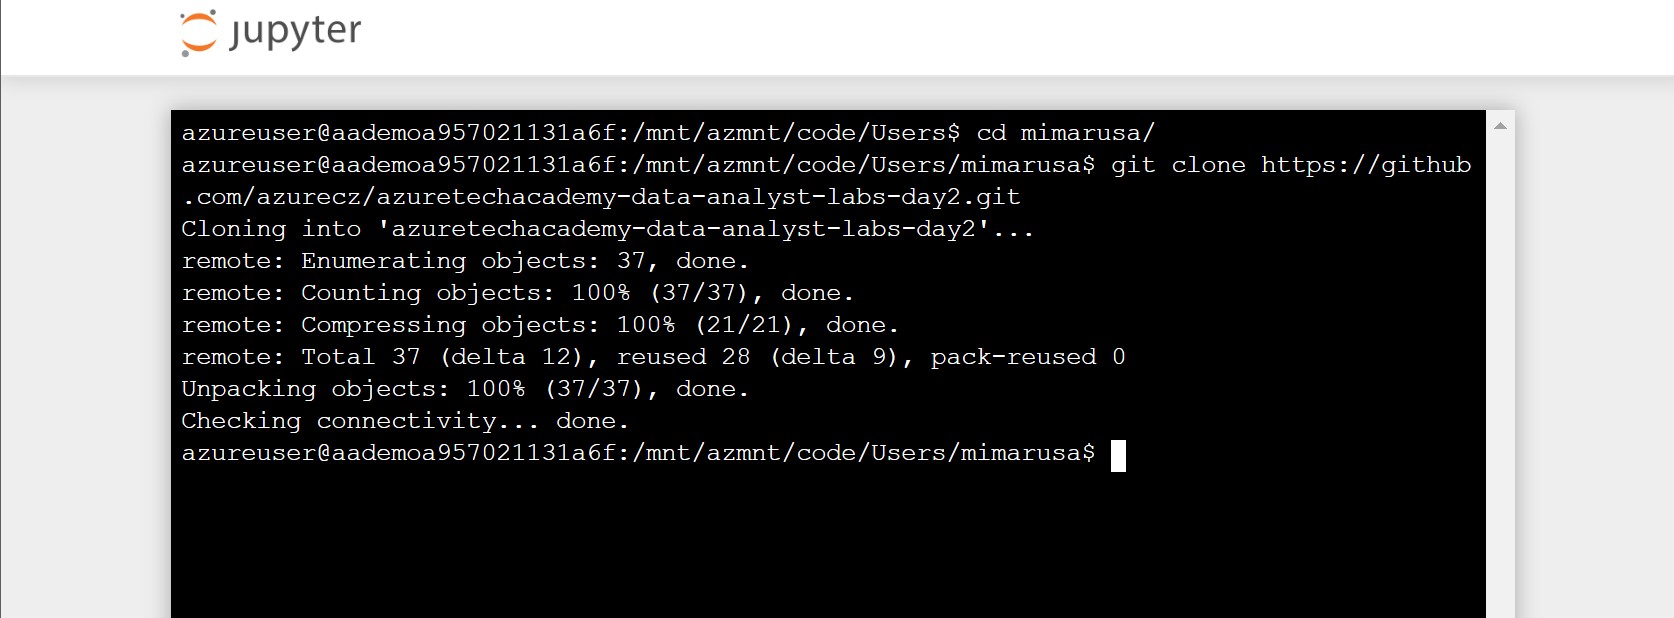 jupyter
azureuser@aademoa957021131a6f:/mnt/azmnt/code/Users$ cd mimarusa/
azureuser@aademoa957021131a6f:/mnt/azmnt/code/Users/mimarusa$ git clone https://github
.com/azurecz/azuretechacademy-data-analyst-labs-day2.git
Cloning into 'azuretechacademy-data-analyst-labs-day2'...
remote: Enumerating objects: 37, done.
remote: Counting objects: 100% (37/37), done.
remote: Compressing objects: 100% (21/21), done.
remote: Total 37 (delta 12), reused 28 (delta 9), pack-reused 0
Unpacking objects: 100% (37/37), done.
Checking connectivity... done.
azureuser@aademoa957021131a6f:/mnt/azmnt/code/Users/mimarusa$